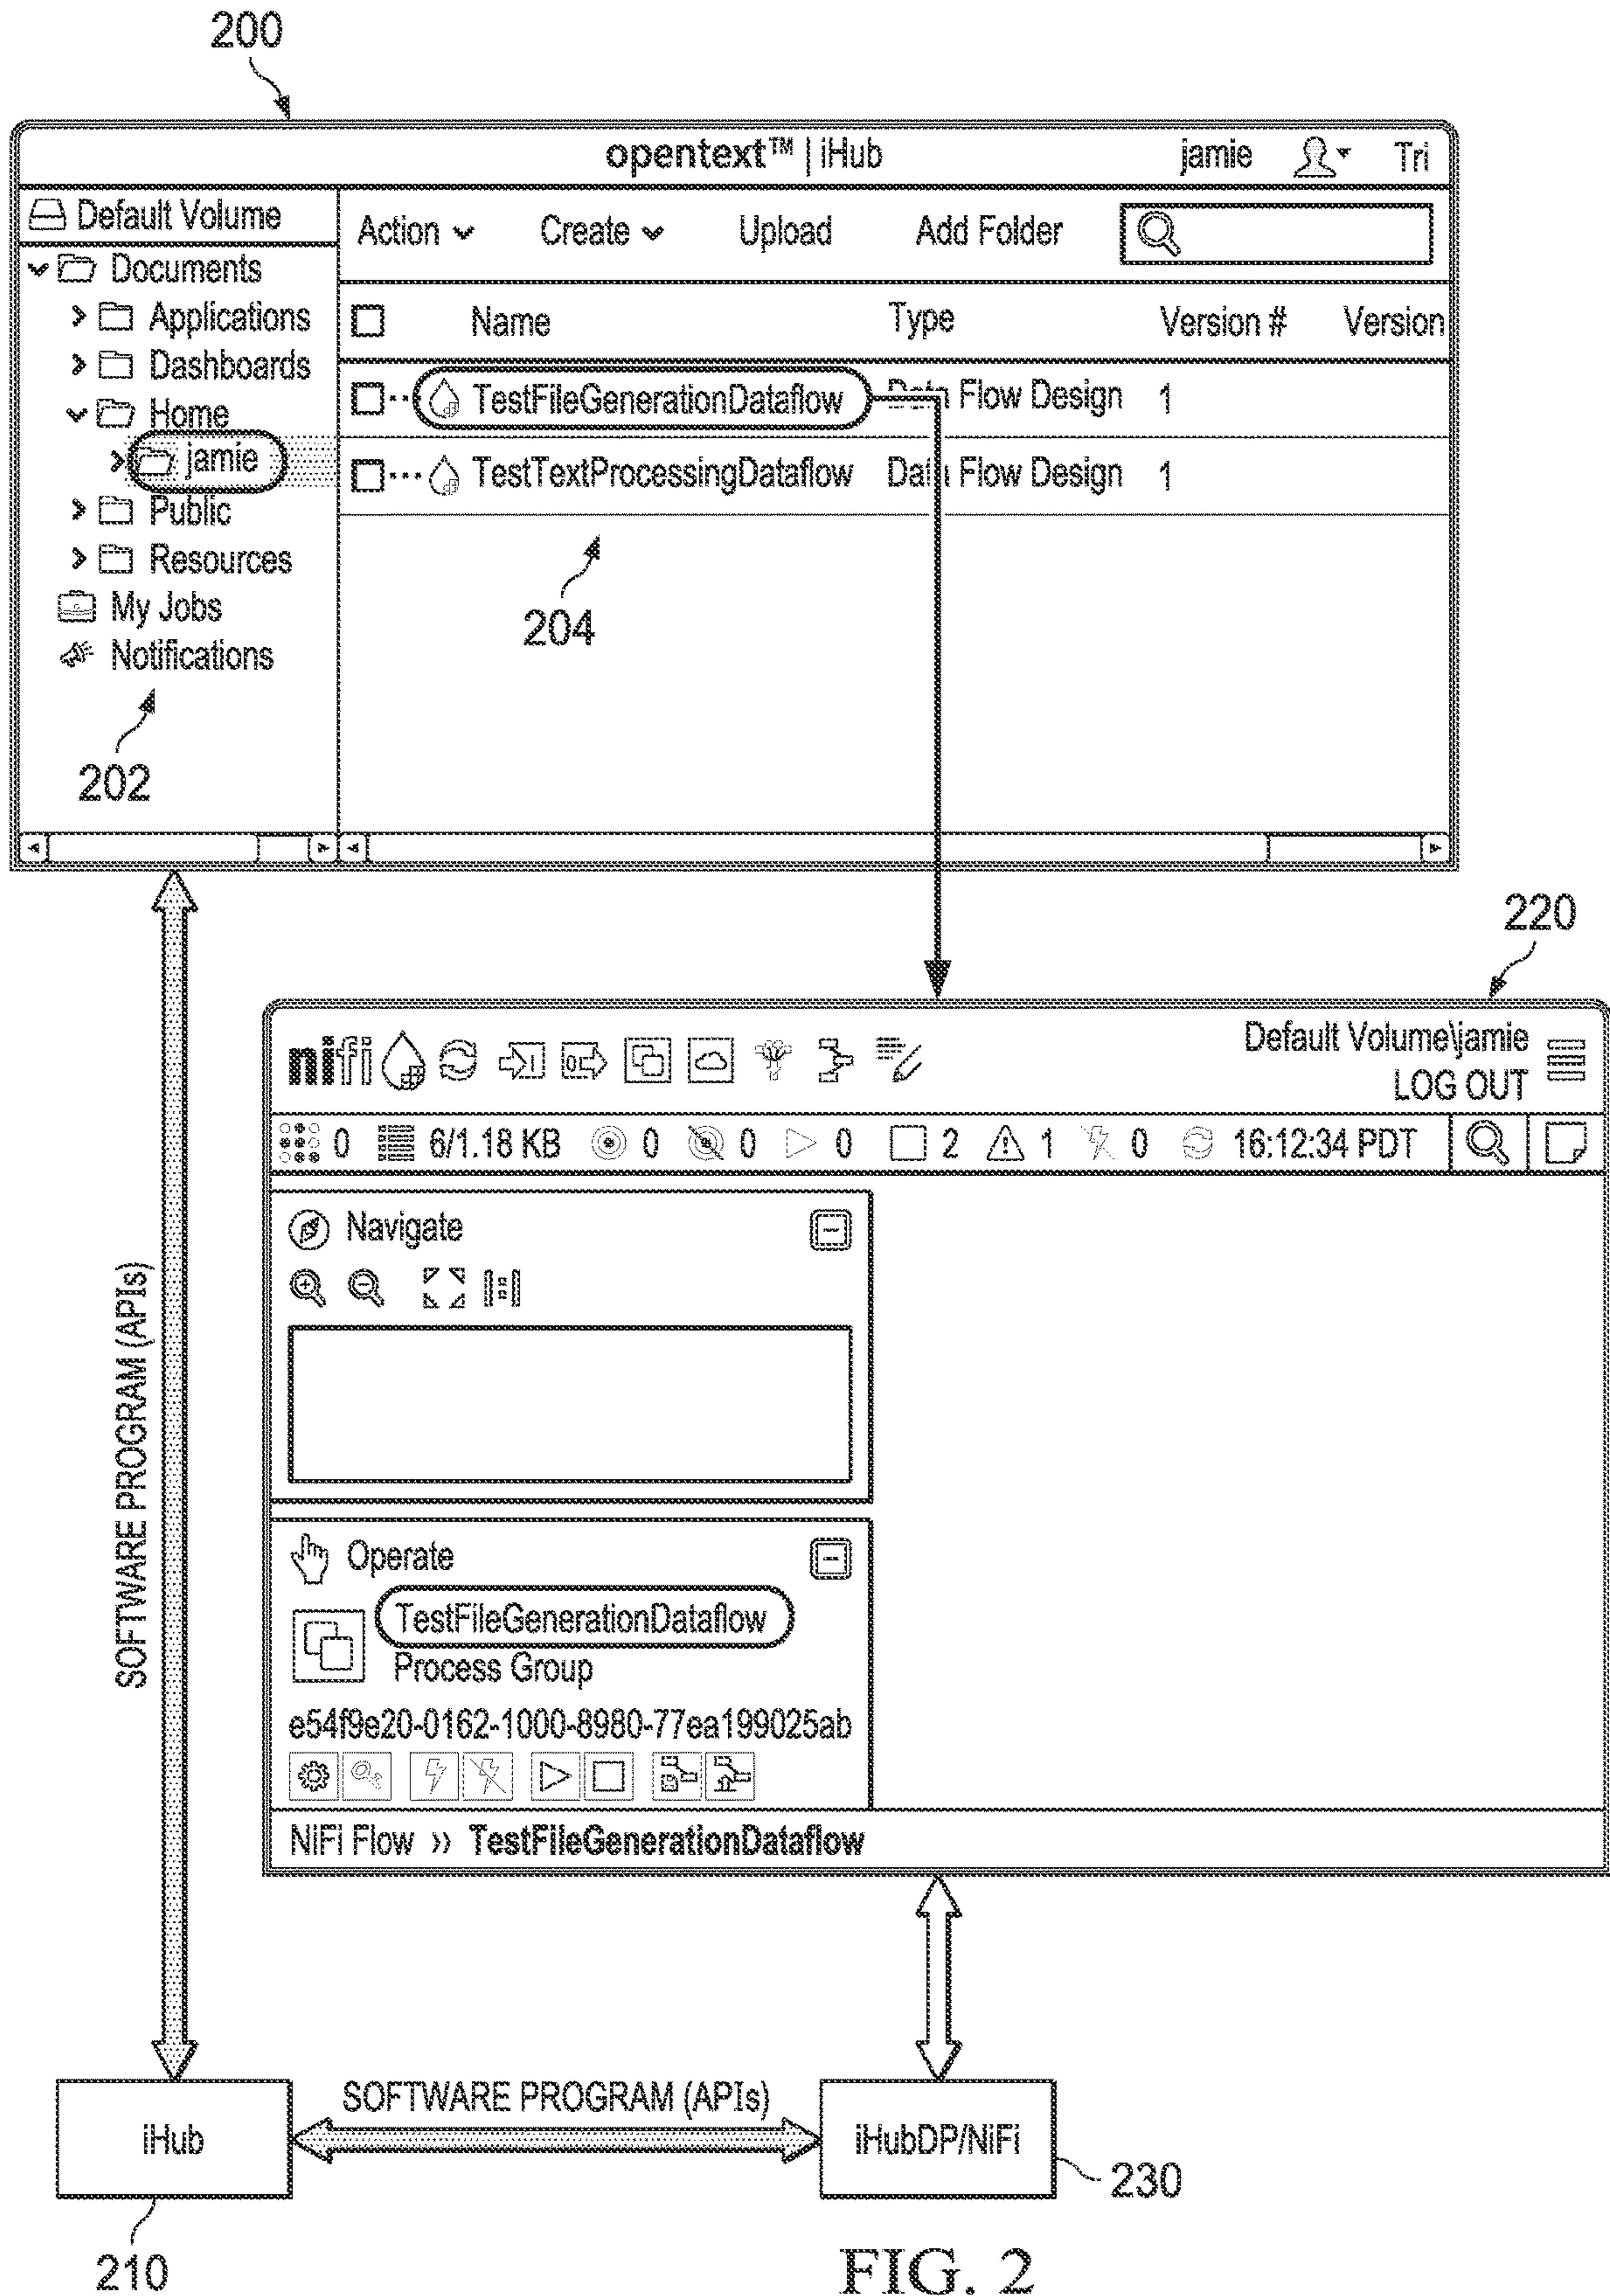 200
opentext™ | iHub jamie Tri
Default Volume
Documents
Applications
Dashboards
Home
jamie
Public
Resources
My Jobs
Notifications
202
Action Create Upload Add Folder
Name Type Version # Version
TestFileGenerationDataflow Data Flow Design 1
TestTextProcessingDataflow Data Flow Design 1
204
220
nifi Default Volume\jamie
LOG OUT
0 6/1.18 KB 0 0 0 2 1 0 16:12:34 PDT
Navigate
Operate
TestFileGenerationDataflow
Process Group
e54f9e20-0162-1000-8980-77ea199025ab
NiFi Flow » TestFileGenerationDataflow
SOFTWARE PROGRAM (APIs)
iHub
SOFTWARE PROGRAM (APIs)
iHubDP/NiFi
230
210
FIG. 2